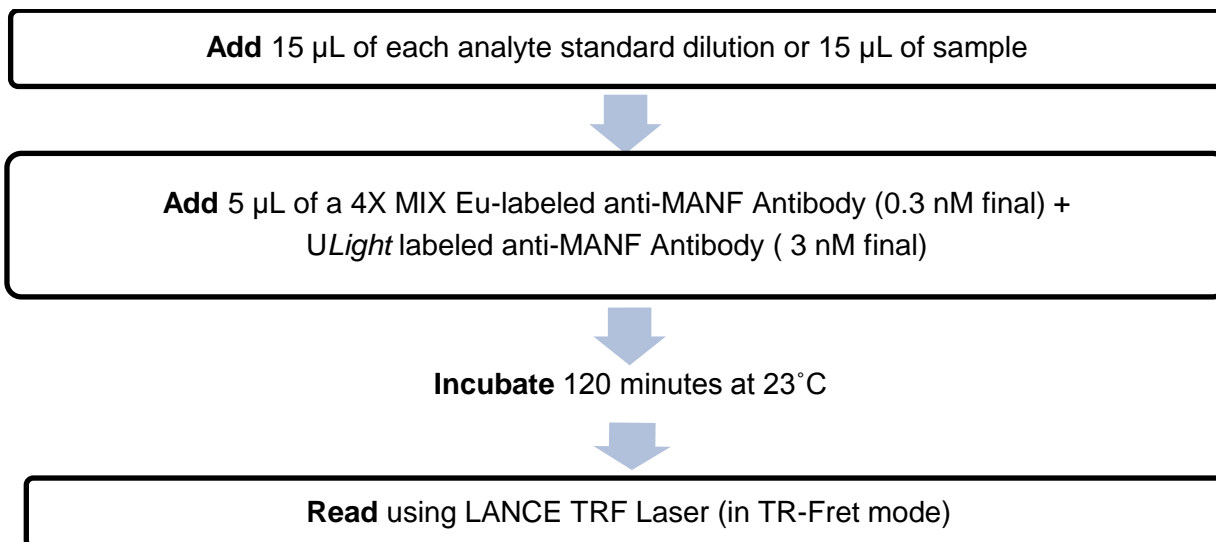 Add 15 µL of each analyte standard dilution or 15 µL of sample
Add 5 µL of a 4X MIX Eu-labeled anti-MANF Antibody (0.3 nM final) +
ULight labeled anti-MANF Antibody ( 3 nM final)
Incubate 120 minutes at 23˚C
Read using LANCE TRF Laser (in TR-Fret mode)